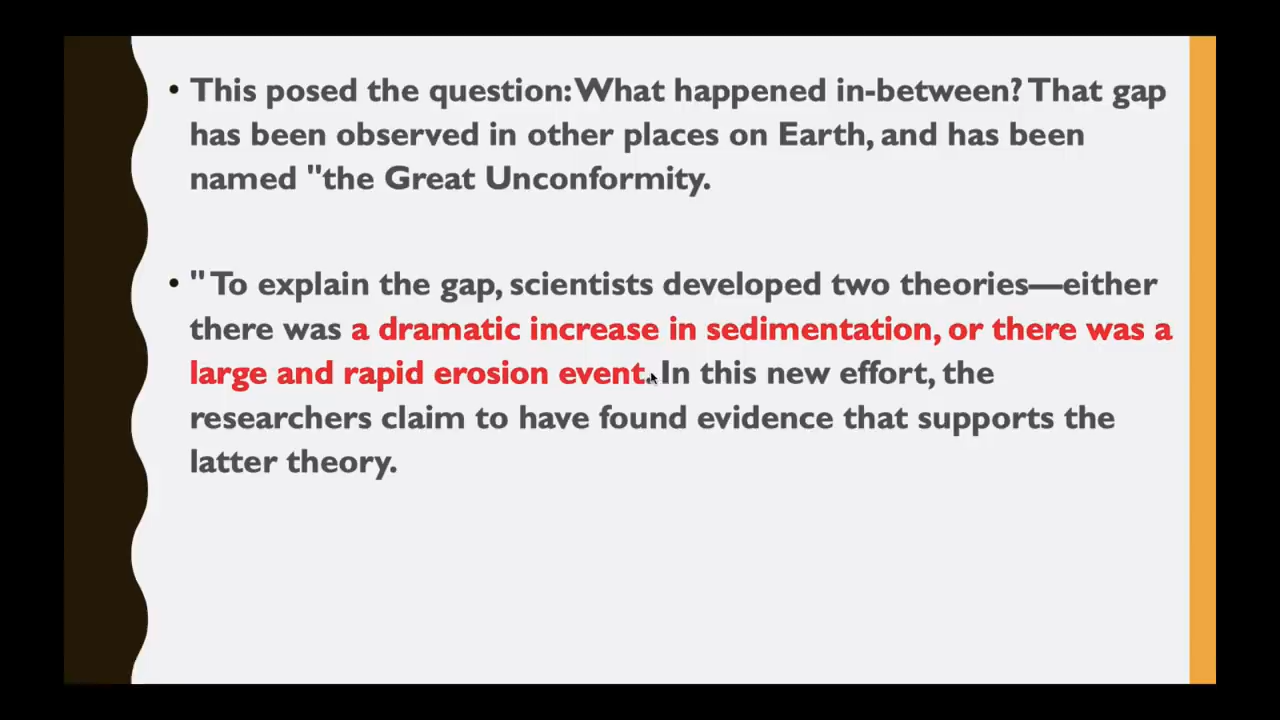 • This posed the question: What happened in-between? That gap
has been observed in other places on Earth, and has been
named "the Great Unconformity.
• " To explain the gap, scientists developed two theories—either
there was a dramatic increase in sedimentation, or there was a
large and rapid erosion event. In this new effort, the
researchers claim to have found evidence that supports the
latter theory.